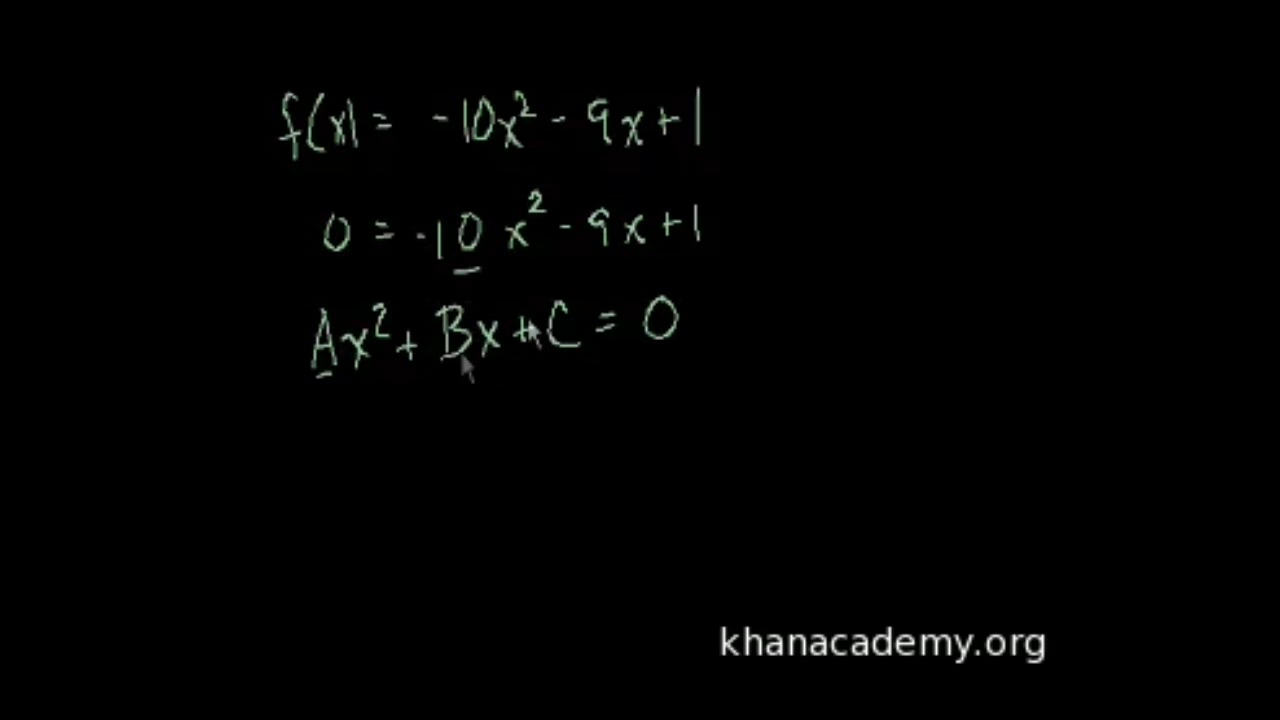 f(x) = -10x² - 9x + 1
0 = -10x² - 9x + 1
Ax² + Bx + C = 0
khanacademy.org